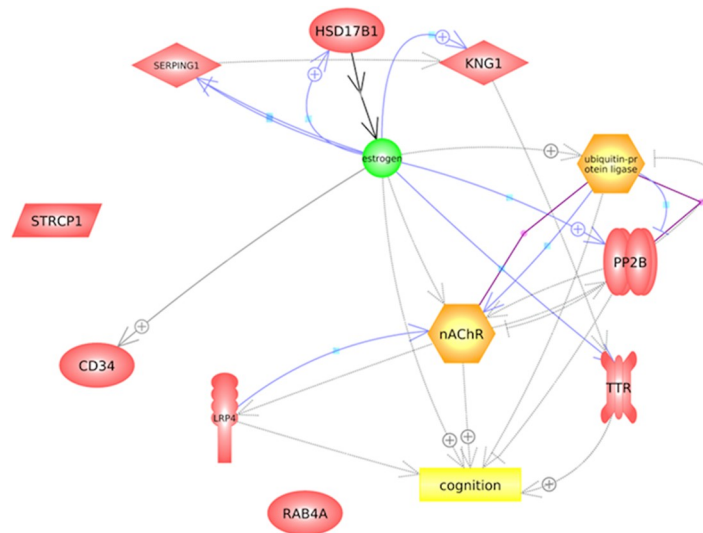 HSD17B1
SERPING1
KNG1
estrogen
ubiquitin-pr
otein ligase
STRCP1
PP2B
nAChR
CD34
TTR
LRP4
cognition
RAB4A